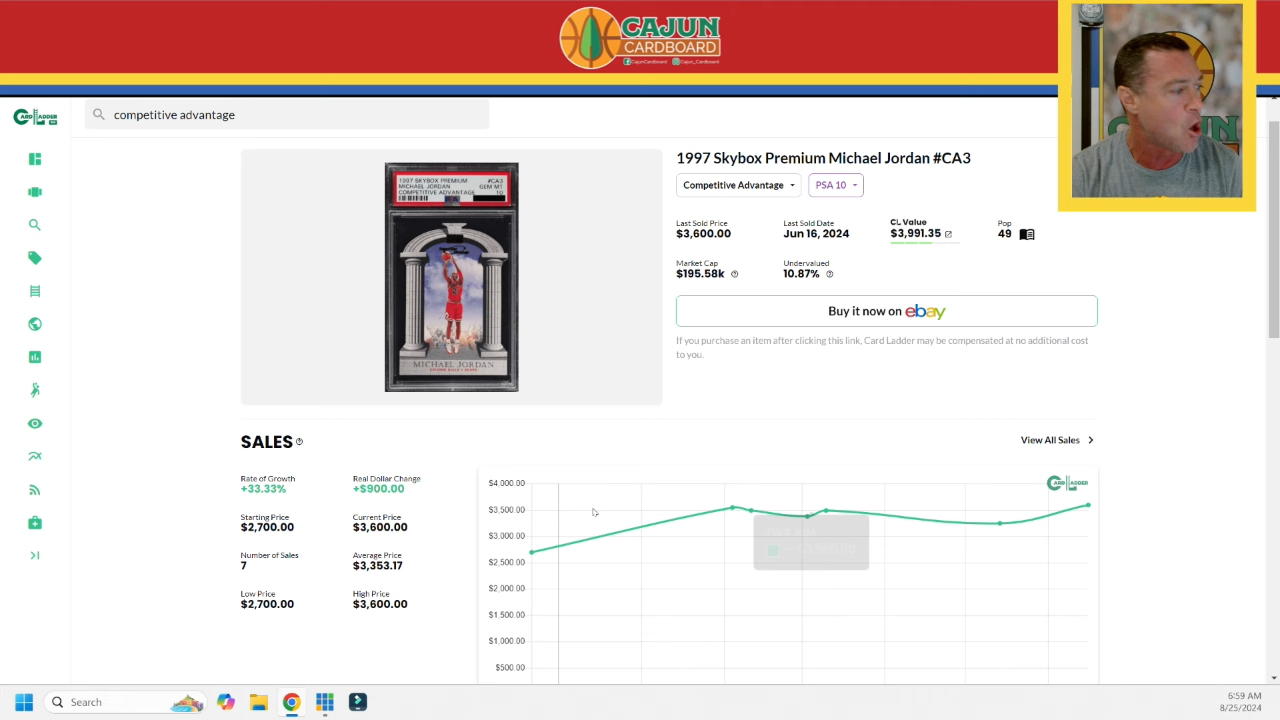 CAJUN
CARDBOARD
/CajunCardboard /Cajun_Cardboard
CARD LADDER
competitive advantage
1997 SKYBOX PREMIUM #CA3
MICHAEL JORDAN GEM MT
COMPETITIVE ADVANTAGE 10
PSA
MICHAEL JORDAN
1997 Skybox Premium Michael Jordan #CA3
Competitive Advantage PSA 10
Last Sold Price Last Sold Date CL Value Pop
$3,600.00 Jun 16, 2024 $3,991.35 49
Market Cap Undervalued
$195.58k 10.87%
Buy it now on ebay
If you purchase an item after clicking this link, Card Ladder may be compensated at no additional cost
to you.
SALES View All Sales
Rate of Growth Real Dollar Change
+33.33% +$900.00
Starting Price Current Price
$2,700.00 $3,600.00
Number of Sales Average Price
7 $3,353.17
Low Price High Price
$2,700.00 $3,600.00
CARD LADDER
$4,000.00
$3,500.00
$3,000.00
$2,500.00
$2,000.00
$1,500.00
$1,000.00
$500.00
Search
6:59 AM
8/25/2024